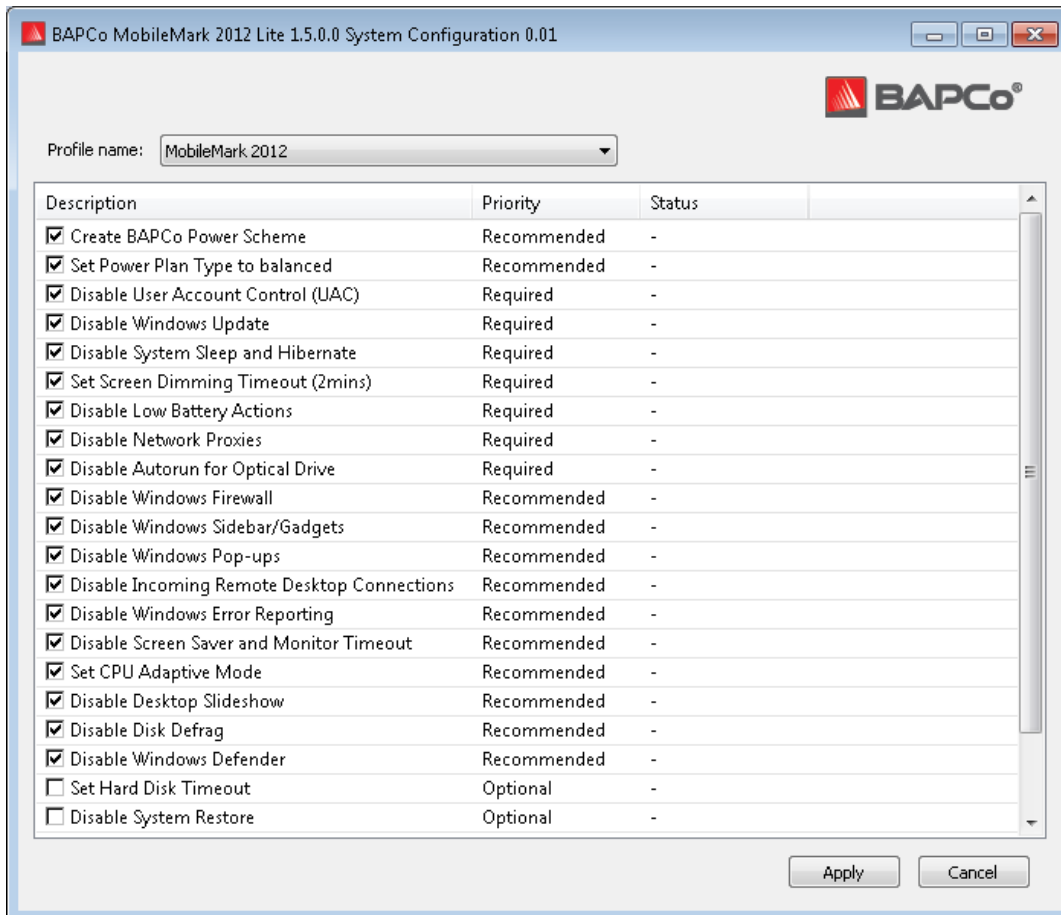 BAPCo MobileMark 2012 Lite 1.5.0.0 System Configuration 0.01
BAPCo®
Profile name: MobileMark 2012
Description Priority Status
Create BAPCo Power Scheme Recommended -
Set Power Plan Type to balanced Recommended -
Disable User Account Control (UAC) Required -
Disable Windows Update Required -
Disable System Sleep and Hibernate Required -
Set Screen Dimming Timeout (2mins) Required -
Disable Low Battery Actions Required -
Disable Network Proxies Required -
Disable Autorun for Optical Drive Required -
Disable Windows Firewall Recommended -
Disable Windows Sidebar/Gadgets Recommended -
Disable Windows Pop-ups Recommended -
Disable Incoming Remote Desktop Connections Recommended -
Disable Windows Error Reporting Recommended -
Disable Screen Saver and Monitor Timeout Recommended -
Set CPU Adaptive Mode Recommended -
Disable Desktop Slideshow Recommended -
Disable Disk Defrag Recommended -
Disable Windows Defender Recommended -
Set Hard Disk Timeout Optional -
Disable System Restore Optional -
Apply Cancel